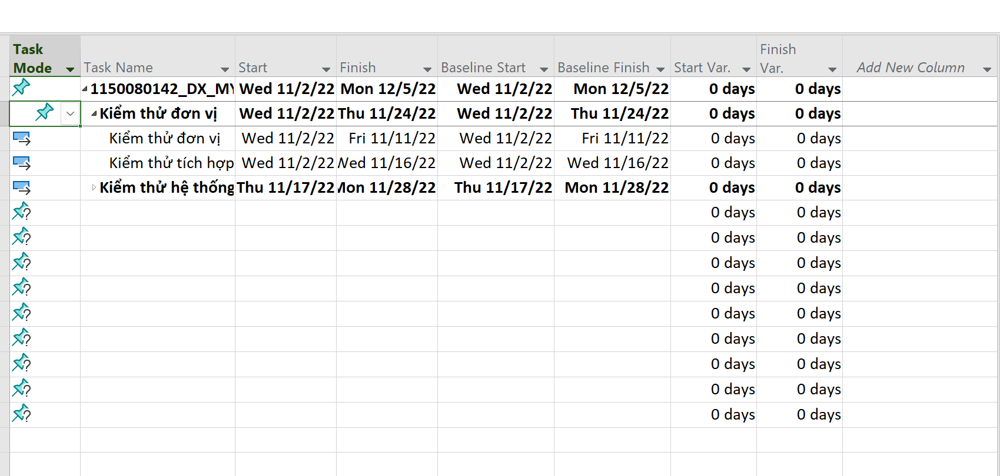 Task Mode Task Name Start Finish Baseline Start Baseline Finish Start Var. Finish Var. Add New Column
1150080142_DX_MY Wed 11/2/22 Mon 12/5/22 Wed 11/2/22 Mon 12/5/22 0 days 0 days
Kiểm thử đơn vị Wed 11/2/22 Thu 11/24/22 Wed 11/2/22 Thu 11/24/22 0 days 0 days
Kiểm thử đơn vị Wed 11/2/22 Fri 11/11/22 Wed 11/2/22 Fri 11/11/22 0 days 0 days
Kiểm thử tích hợp Wed 11/2/22 Wed 11/16/22 Wed 11/2/22 Wed 11/16/22 0 days 0 days
Kiểm thử hệ thống Thu 11/17/22 Mon 11/28/22 Thu 11/17/22 Mon 11/28/22 0 days 0 days
0 days 0 days
0 days 0 days
0 days 0 days
0 days 0 days
0 days 0 days
0 days 0 days
0 days 0 days
0 days 0 days
0 days 0 days